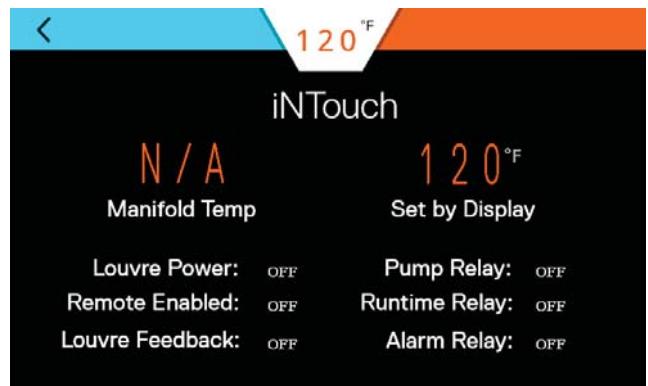 120°F
iNTouch
N/A 120°F
Manifold Temp Set by Display
Louvre Power: OFF Pump Relay: OFF
Remote Enabled: OFF Runtime Relay: OFF
Louvre Feedback: OFF Alarm Relay: OFF